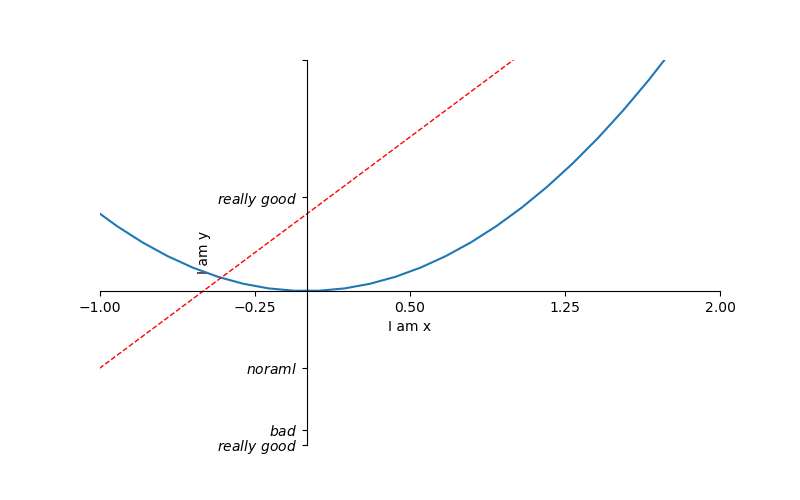 really good
I am y
−1.00
−0.25
0.50
1.25
2.00
I am x
noraml
bad
really good